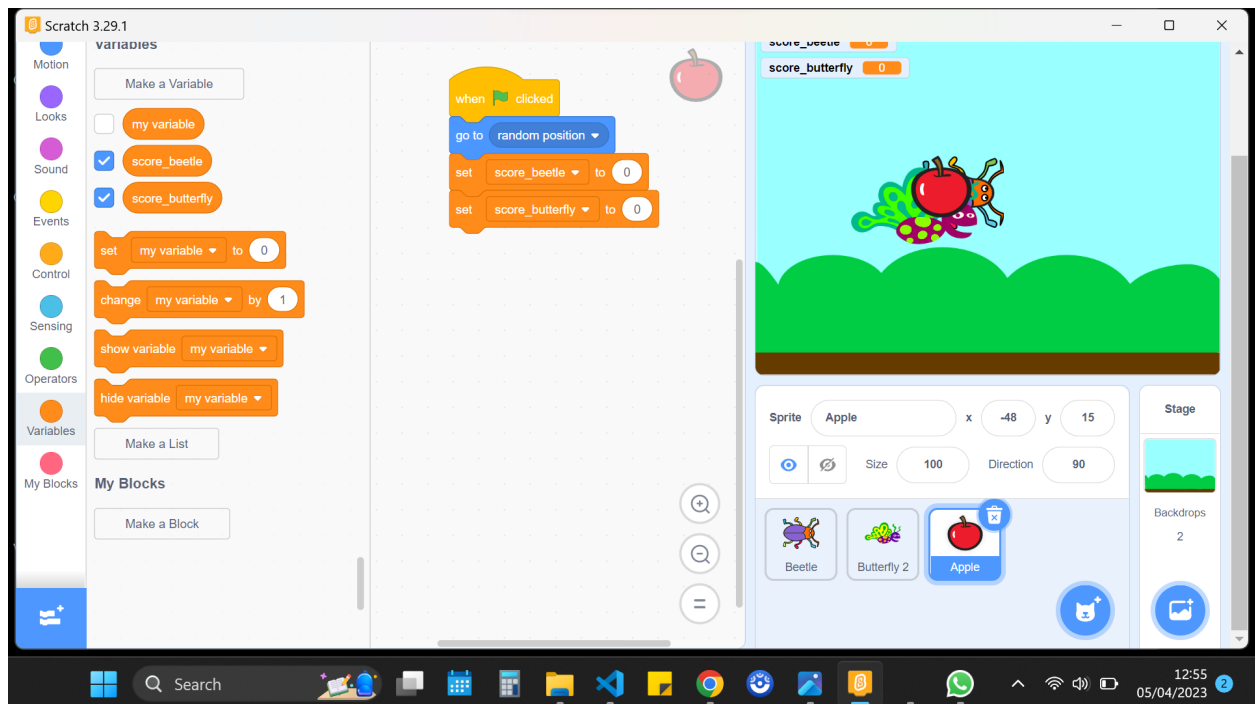 Scratch 3.29.1
Motion
Looks
Sound
Events
Control
Sensing
Operators
Variables
My Blocks
Variables
Make a Variable
my variable
score_beetle
score_butterfly
set my variable to 0
change my variable by 1
show variable my variable
hide variable my variable
Make a List
My Blocks
Make a Block
when clicked
go to random position
set score_beetle to 0
set score_butterfly to 0
score_beetle 0
score_butterfly 0
Sprite Apple x -48 y 15
Size 100 Direction 90
Beetle
Butterfly 2
Apple
Stage
Backdrops
2
Search
12:55
05/04/2023
2